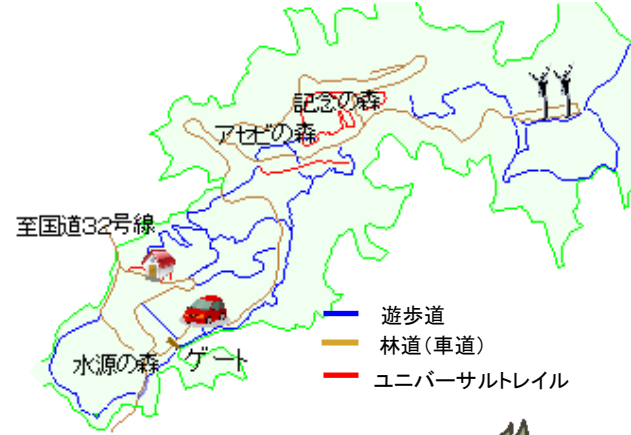 記念の森
アセビの森
至国道32号線
水源の森
ゲート
遊歩道
林道(車道)
ユニバーサルトレイル